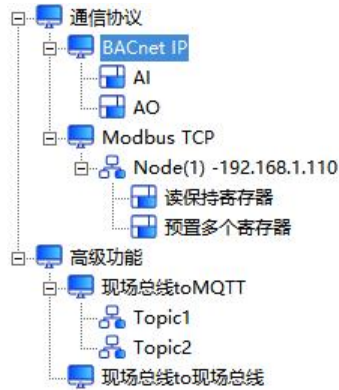 通信协议
BACnet IP
AI
AO
Modbus TCP
Node(1) -192.168.1.110
读保持寄存器
预置多个寄存器
高级功能
现场总线toMQTT
Topic1
Topic2
现场总线to现场总线